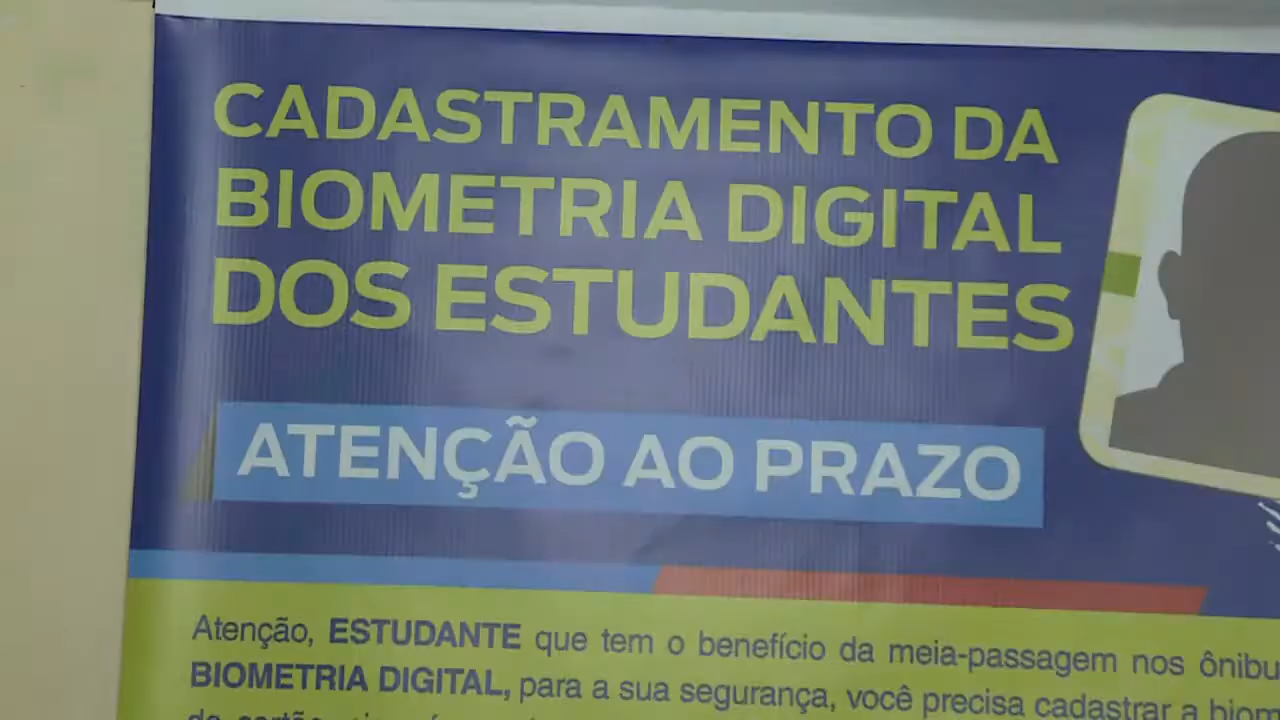 CADASTRAMENTO DA
BIOMETRIA DIGITAL
DOS ESTUDANTES
ATENÇÃO AO PRAZO
Atenção, ESTUDANTE que tem o benefício da meia-passagem nos
BIOMETRIA DIGITAL, para a sua segurança, você precisa cadastrar a